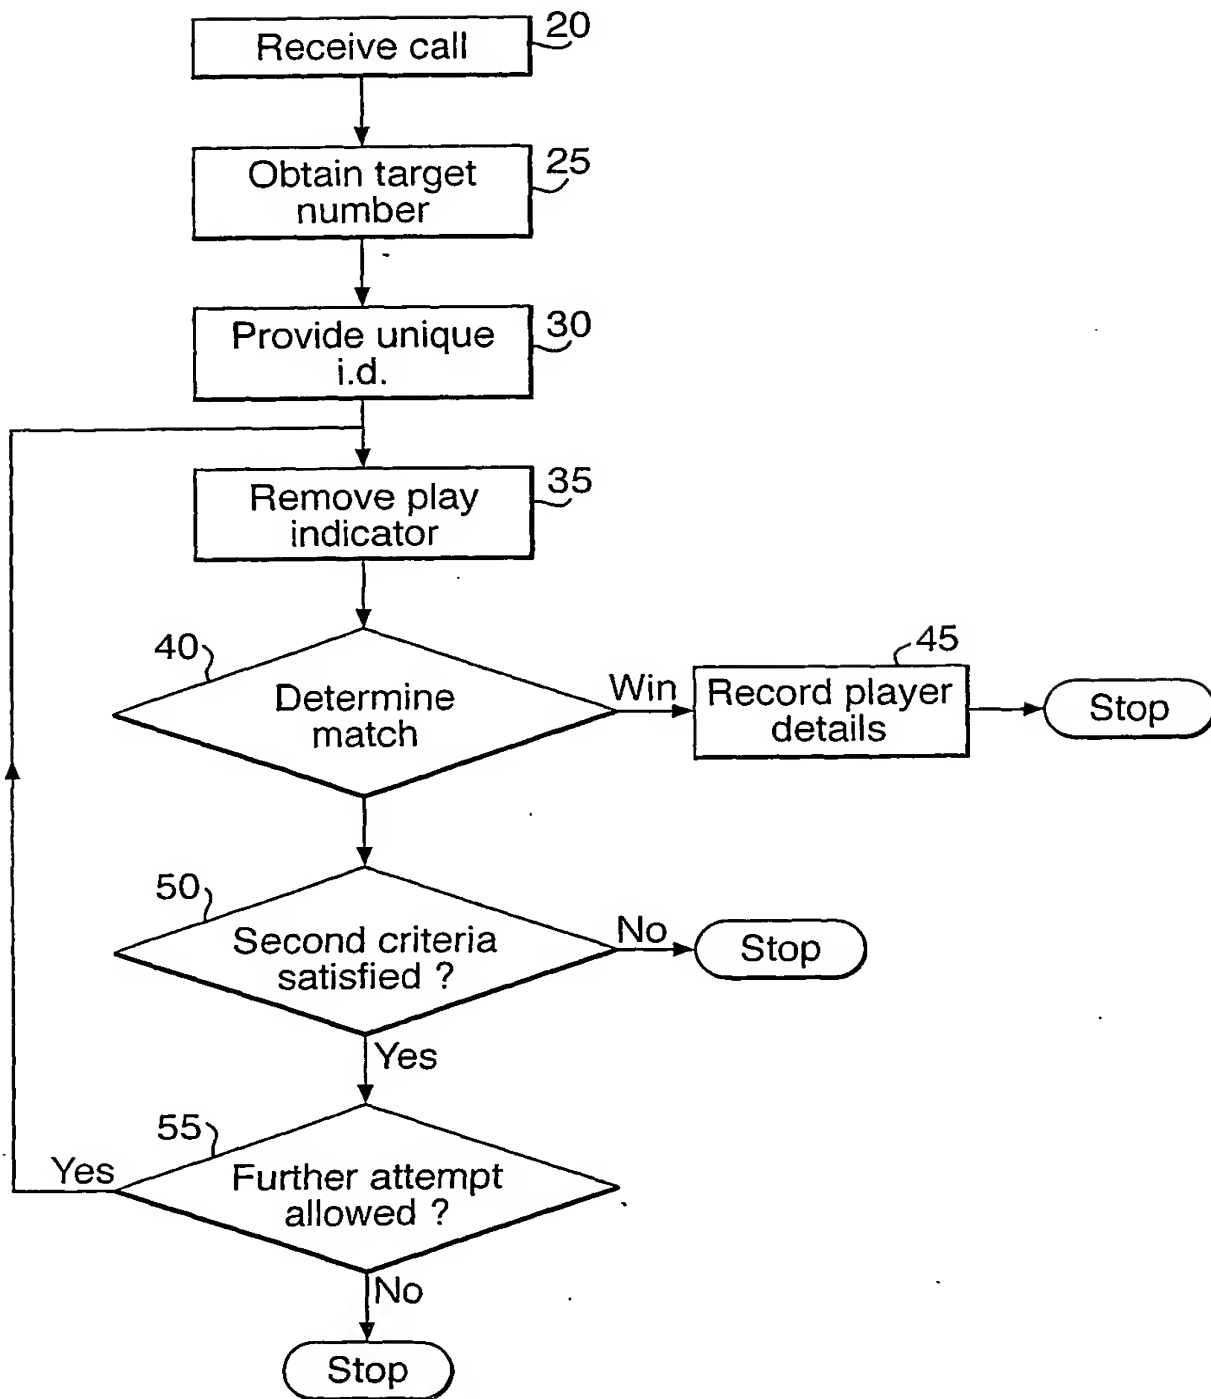 Receive call
20
Obtain target
number
25
Provide unique
i.d.
30
Remove play
indicator
35
40
Determine
match
Win
45
Record player
details
Stop
50
Second criteria
satisfied ?
No
Stop
Yes
55
Yes
Further attempt
allowed ?
No
Stop